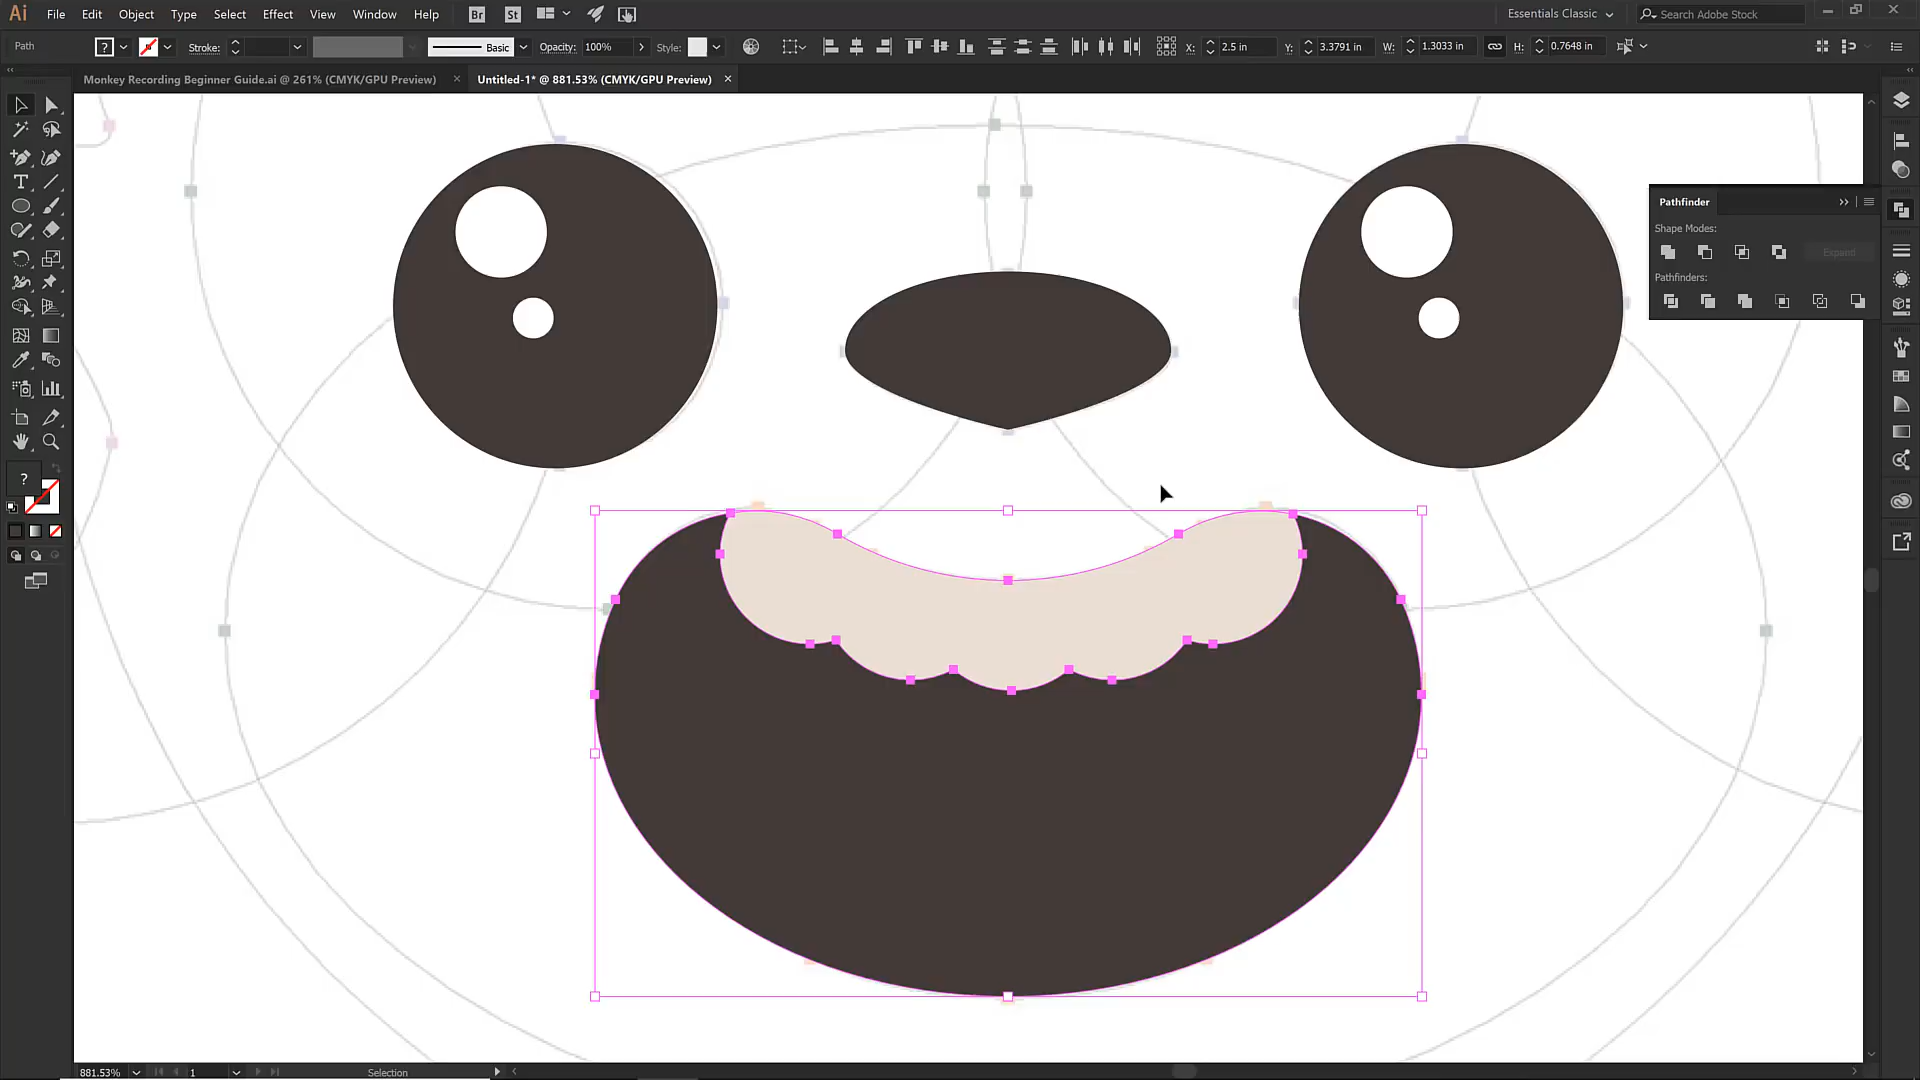 Ai File Edit Object Type Select Effect View Window Help Br St Essentials Classic Search Adobe Stock
Path ? Stroke: Basic Opacity: 100% Style: X: 2.5 in Y: 3.3791 in W: 1.3033 in H: 0.7648 in
Monkey Recording Beginner Guide.ai @ 261% (CMYK/GPU Preview) × Untitled-1* @ 881.53% (CMYK/GPU Preview) ×
Pathfinder
Shape Modes:
Expand
Pathfinders:
?
881.53% 1 Selection